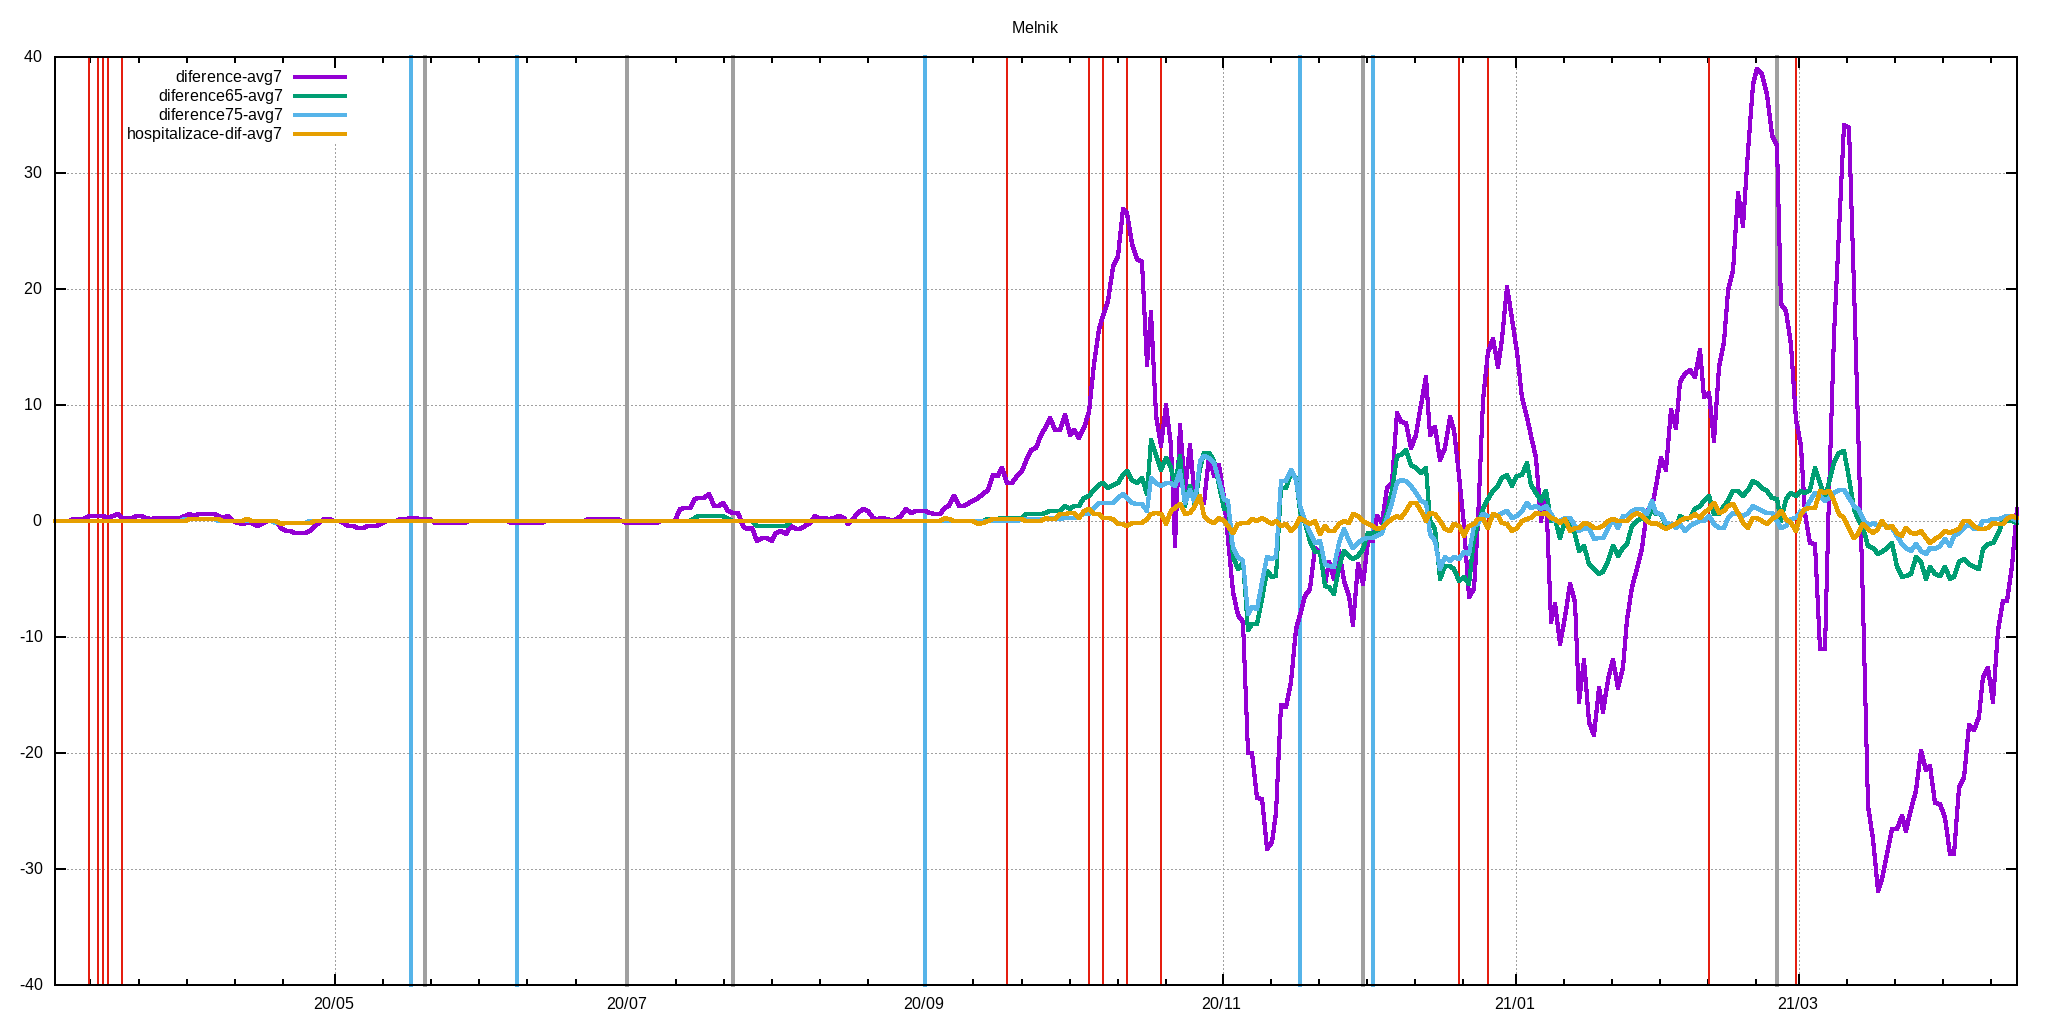 Melnik
diference-avg7
diference65-avg7
diference75-avg7
hospitalizace-dif-avg7
40
30
20
10
0
-10
-20
-30
-40
20/05 20/07 20/09 20/11 21/01 21/03